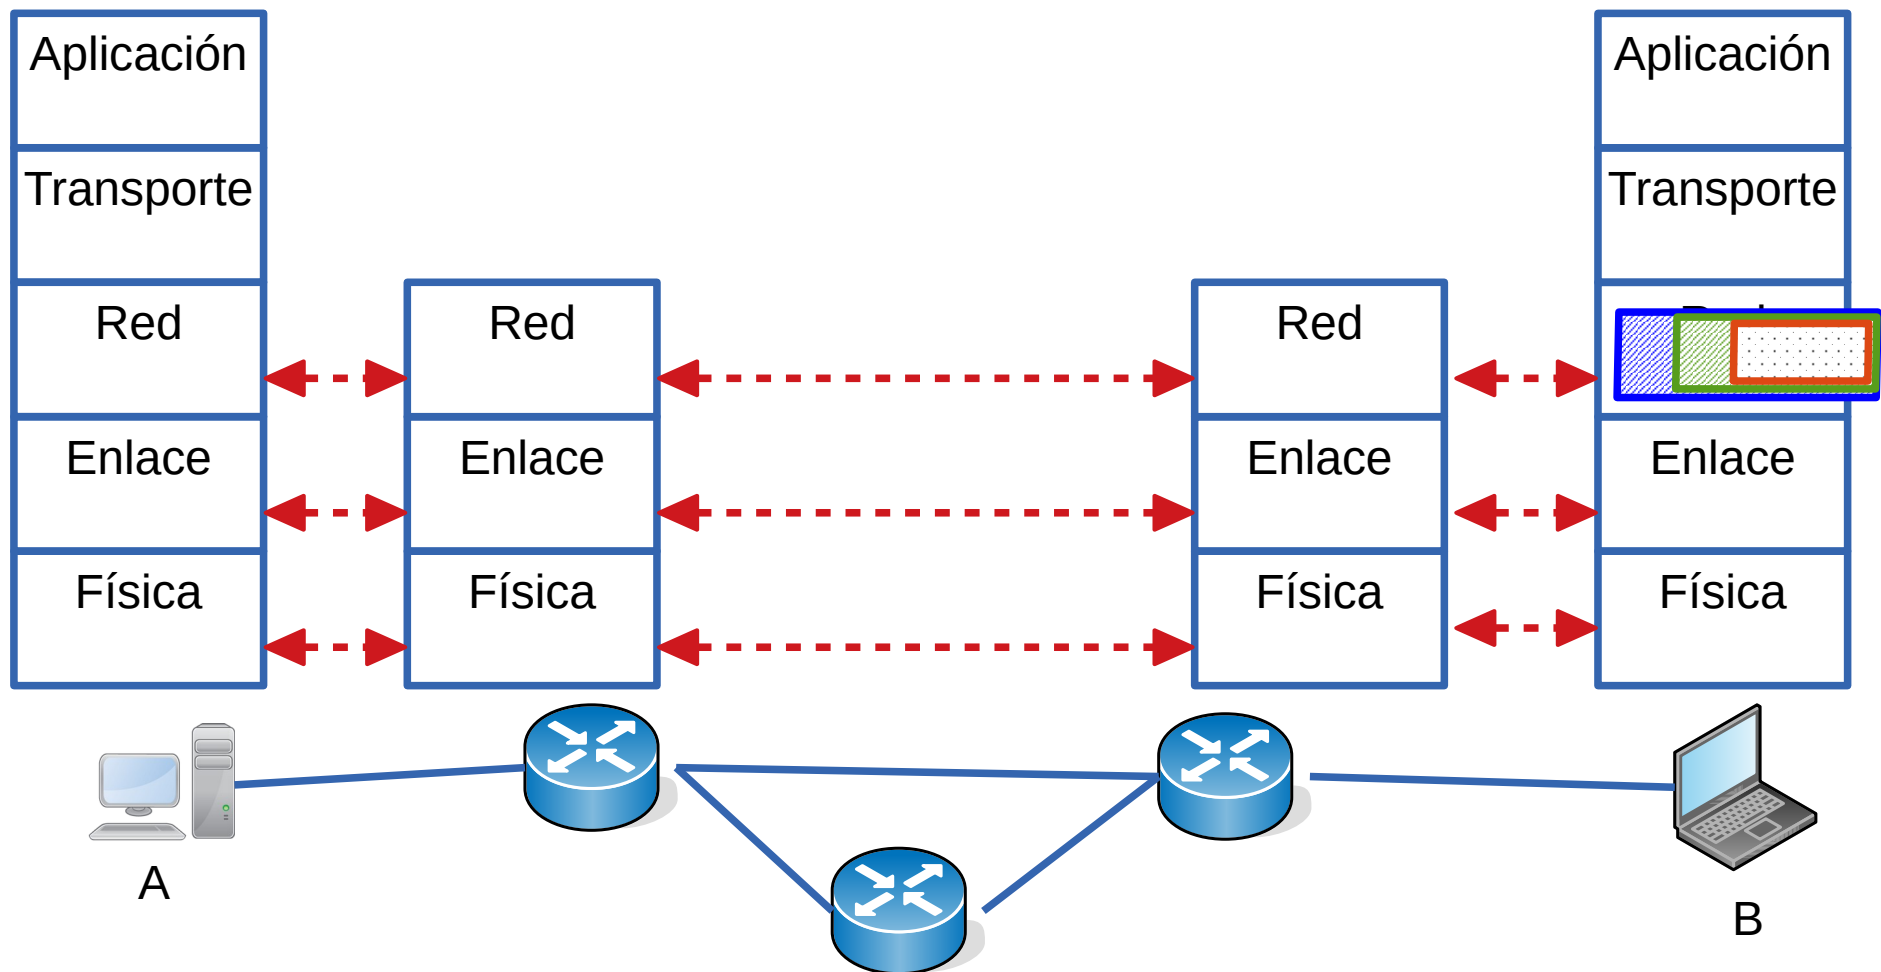 Aplicación
Transporte
Red
Enlace
Física
Red
Enlace
Física
Red
Enlace
Física
Aplicación
Transporte
Enlace
Física
A
B